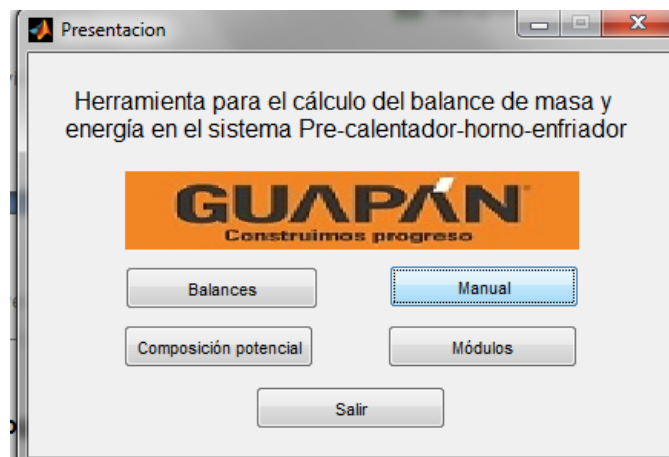 Presentacion
Herramienta para el cálculo del balance de masa y
energía en el sistema Pre-calentador-horno-enfriador
GUAPÁN
Construimos progreso
Balances
Manual
Composición potencial
Módulos
Salir